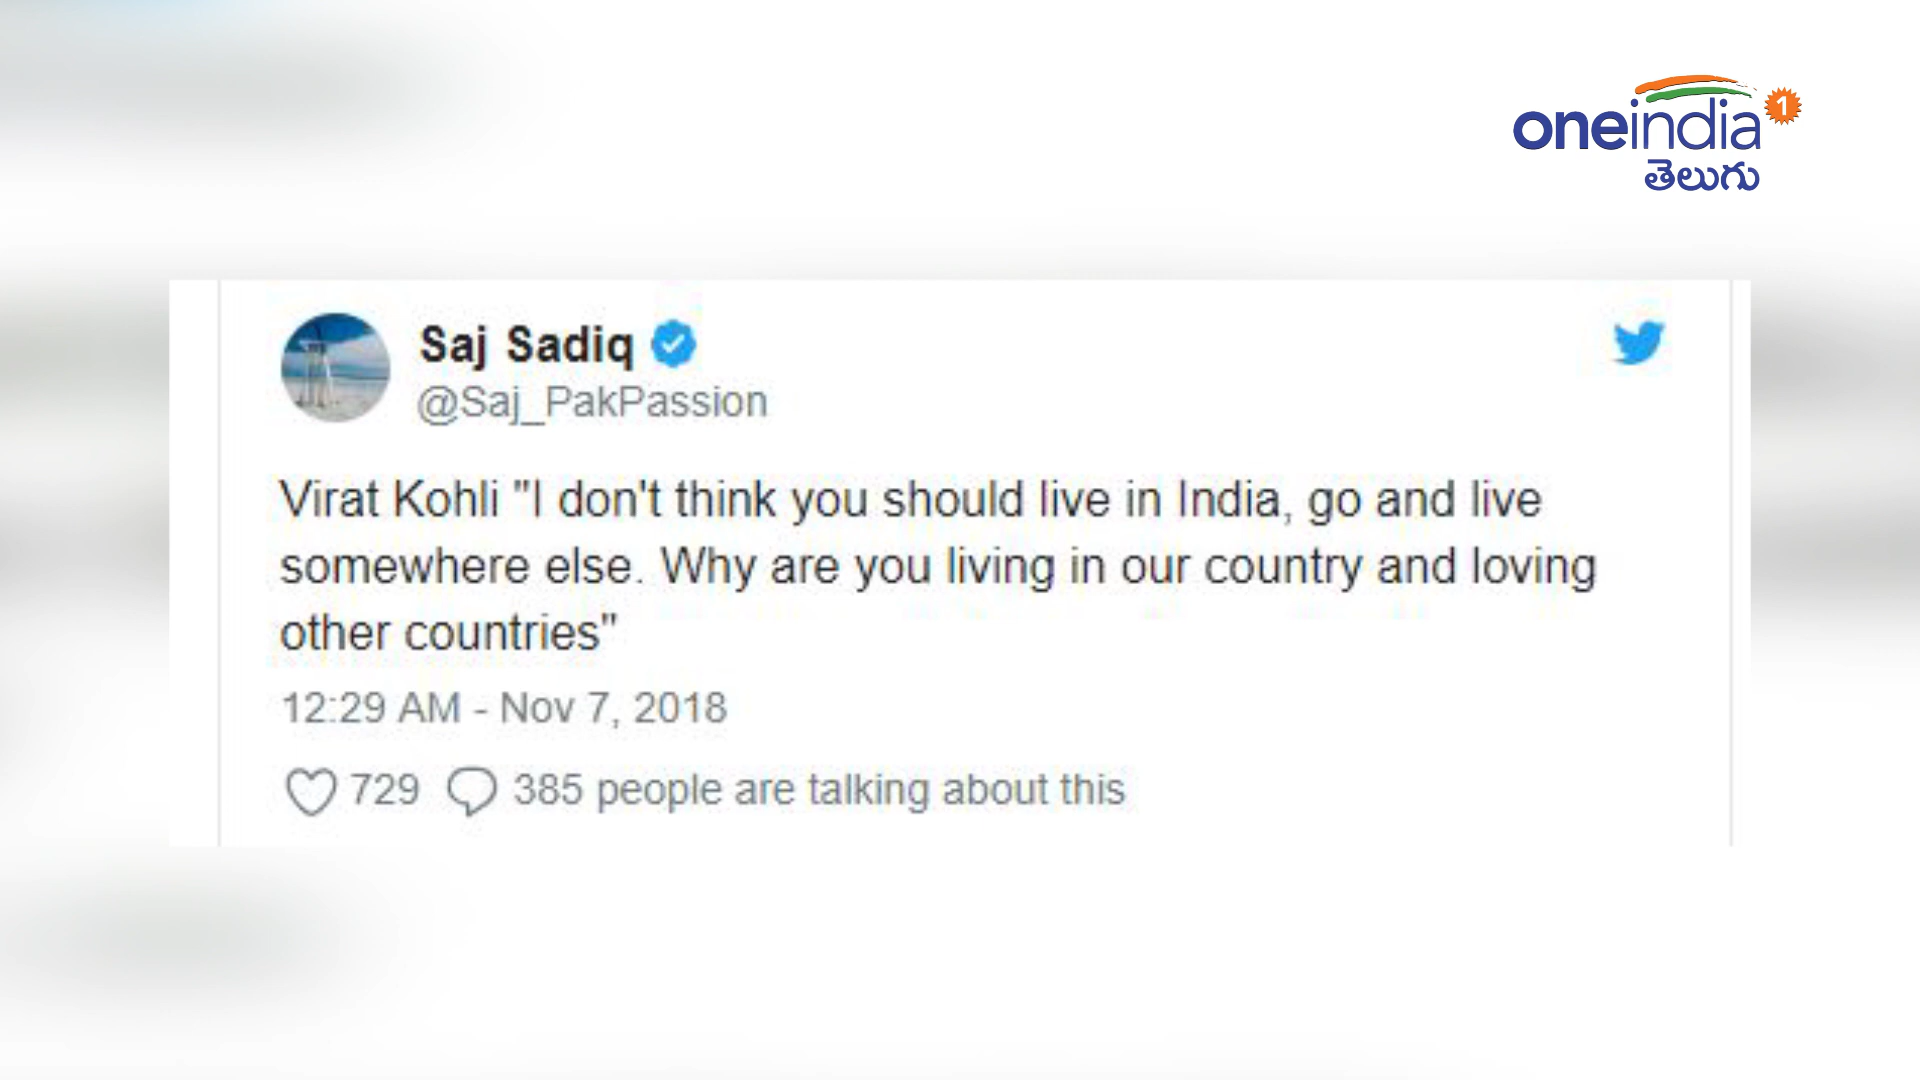 oneindia 1
తెలుగు
Saj Sadiq
@Saj_PakPassion
Virat Kohli "I don't think you should live in India, go and live
somewhere else. Why are you living in our country and loving
other countries"
12:29 AM - Nov 7, 2018
729 385 people are talking about this